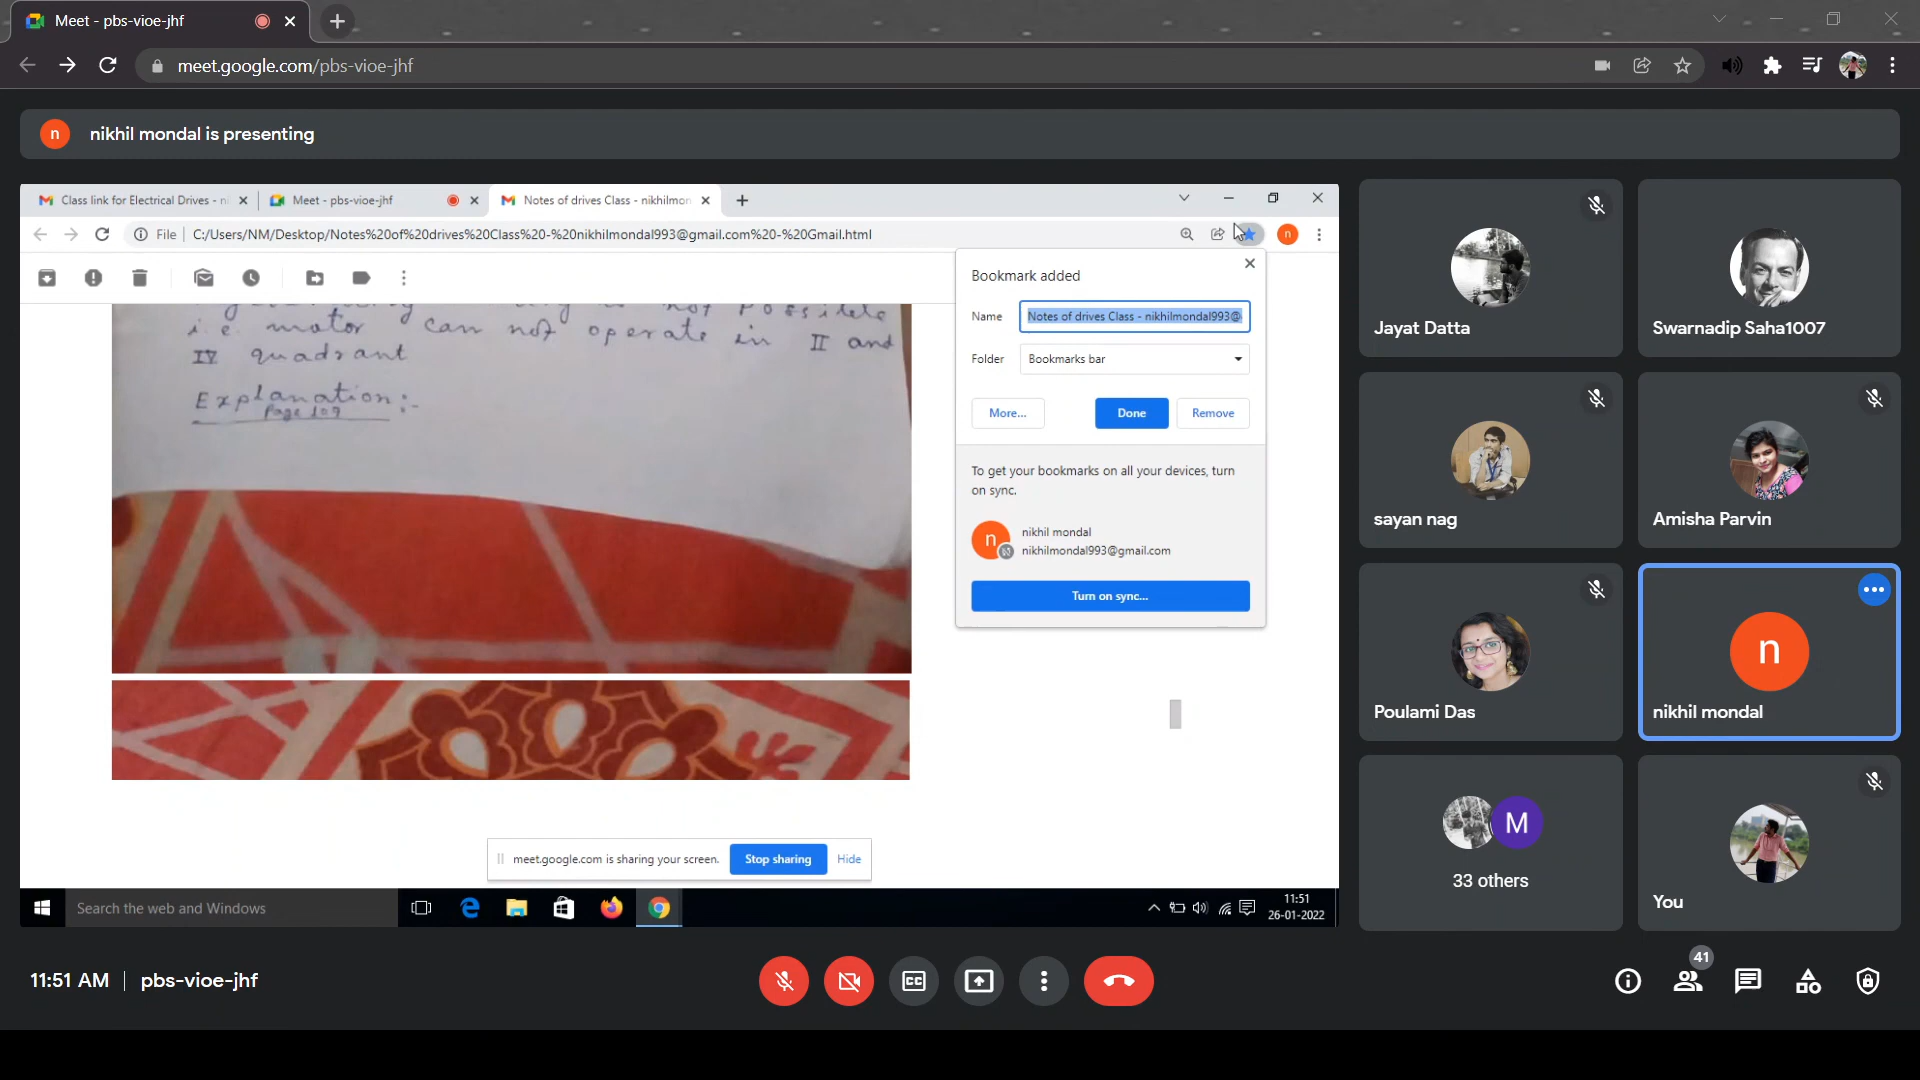 Meet - pbs-vioe-jhf
meet.google.com/pbs-vioe-jhf
n
nikhil mondal is presenting
Class link for Electrical Drives - ni
Meet - pbs-vioe-jhf
Notes of drives Class - nikhilmon
File
C:/Users/NM/Desktop/Notes%20of%20drives%20Class%20-%20nikhilmondal993@gmail.com%20-%20Gmail.html
n
not possible
i.e. motor can not operate in II and
IV quadrant
Explanation:-
Page 109
Bookmark added
Name
Notes of drives Class - nikhilmondal993@
Folder
Bookmarks bar
More...
Done
Remove
To get your bookmarks on all your devices, turn
on sync.
n
nikhil mondal
nikhilmondal993@gmail.com
Turn on sync...
meet.google.com is sharing your screen.
Stop sharing
Hide
Search the web and Windows
11:51
26-01-2022
Jayat Datta
Swarnadip Saha1007
sayan nag
Amisha Parvin
Poulami Das
n
nikhil mondal
M
33 others
You
11:51 AM
pbs-vioe-jhf
CC
41